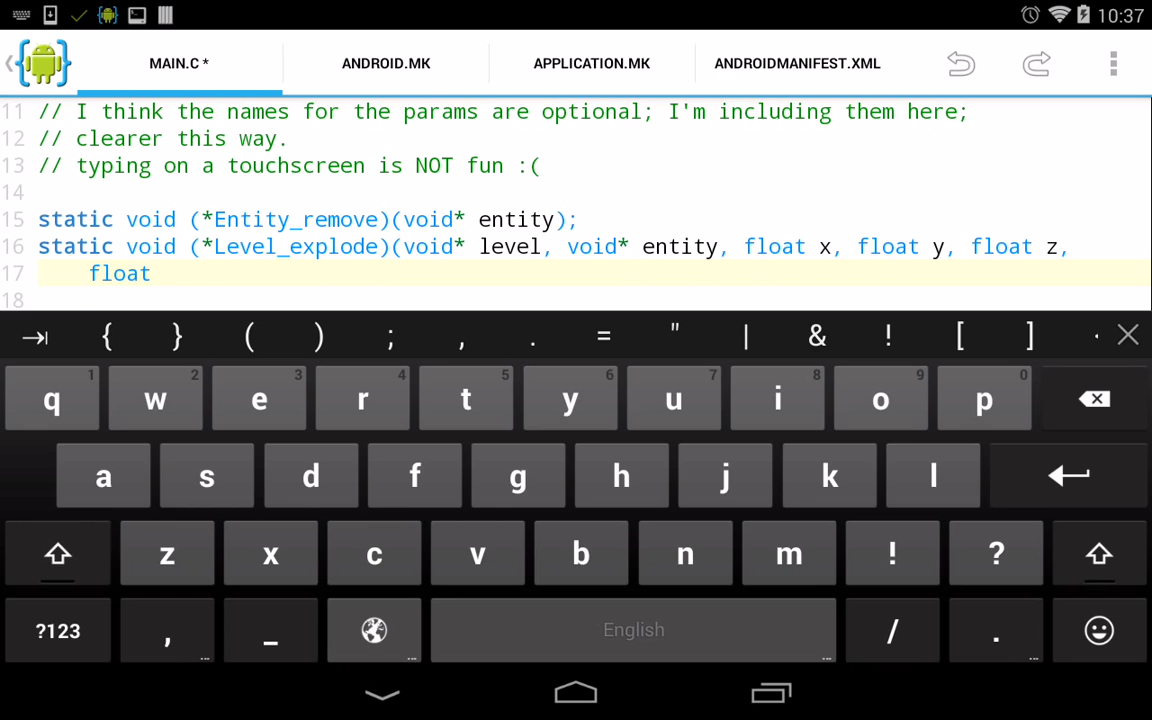 10:37
MAIN.C * ANDROID.MK APPLICATION.MK ANDROIDMANIFEST.XML
11 // I think the names for the params are optional; I'm including them here;
12 // clearer this way.
13 // typing on a touchscreen is NOT fun :(
14
15 static void (*Entity_remove)(void* entity);
16 static void (*Level_explode)(void* level, void* entity, float x, float y, float z,
17 float
18
{ } ( ) ; , . = " | & ! [ ]
1 2 3 4 5 6 7 8 9 0
q w e r t y u i o p
a s d f g h j k l
z x c v b n m ! ?
?123 , _ English / .